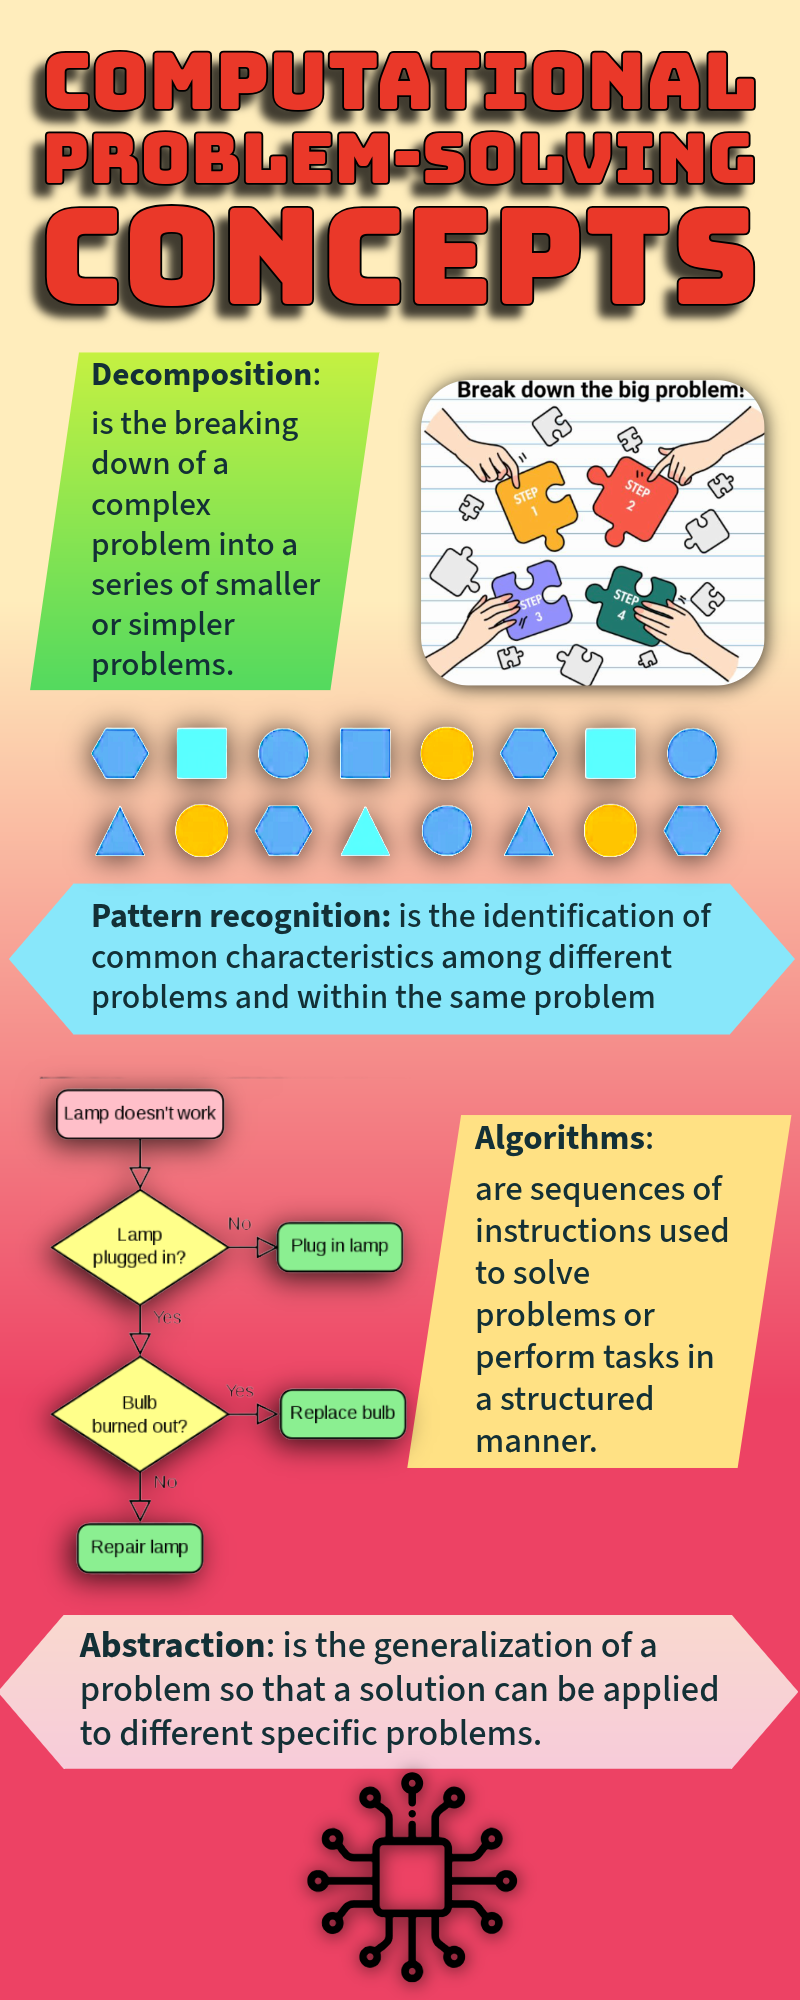 COMPUTATIONAL
PROBLEM-SOLVING
CONCEPTS
Decomposition:
is the breaking
down of a
complex
problem into a
series of smaller
or simpler
problems.
Break down the big problem!
STEP
1
STEP
2
STEP
3
STEP
4
Pattern recognition: is the identification of
common characteristics among different
problems and within the same problem
Lamp doesn't work
Lamp
plugged in?
No
Plug in lamp
Yes
Bulb
burned out?
Yes
Replace bulb
No
Repair lamp
Algorithms:
are sequences of
instructions used
to solve
problems or
perform tasks in
a structured
manner.
Abstraction: is the generalization of a
problem so that a solution can be applied
to different specific problems.